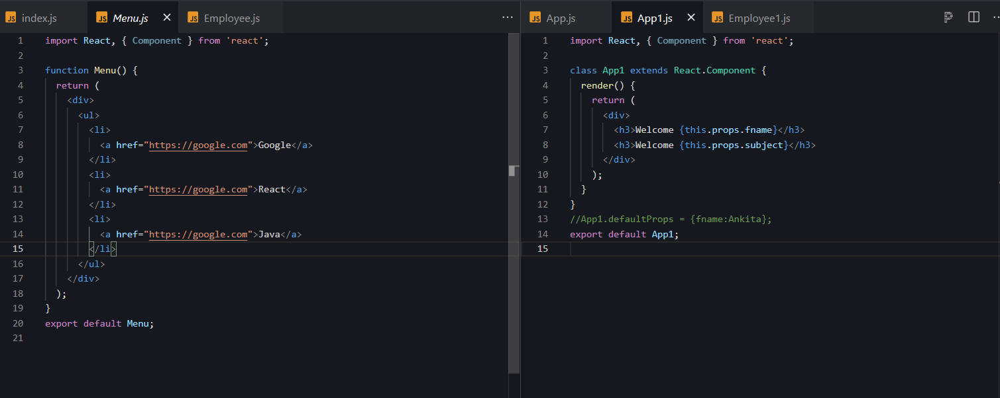 JS index.js JS Menu.js × JS Employee.js ...
1 import React, { Component } from 'react';
2
3 function Menu() {
4 return (
5 <div>
6 <ul>
7 <li>
8 <a href="https://google.com">Google</a>
9 </li>
10 <li>
11 <a href="https://google.com">React</a>
12 </li>
13 <li>
14 <a href="https://google.com">Java</a>
15 </li>
16 </ul>
17 </div>
18 );
19 }
20 export default Menu;
21
JS App.js JS App1.js × JS Employee1.js
1 import React, { Component } from 'react';
2
3 class App1 extends React.Component {
4 render() {
5 return (
6 <div>
7 <h3>Welcome {this.props.fname}</h3>
8 <h3>Welcome {this.props.subject}</h3>
9 </div>
10 );
11 }
12 }
13 //App1.defaultProps = {fname:Ankita};
14 export default App1;
15